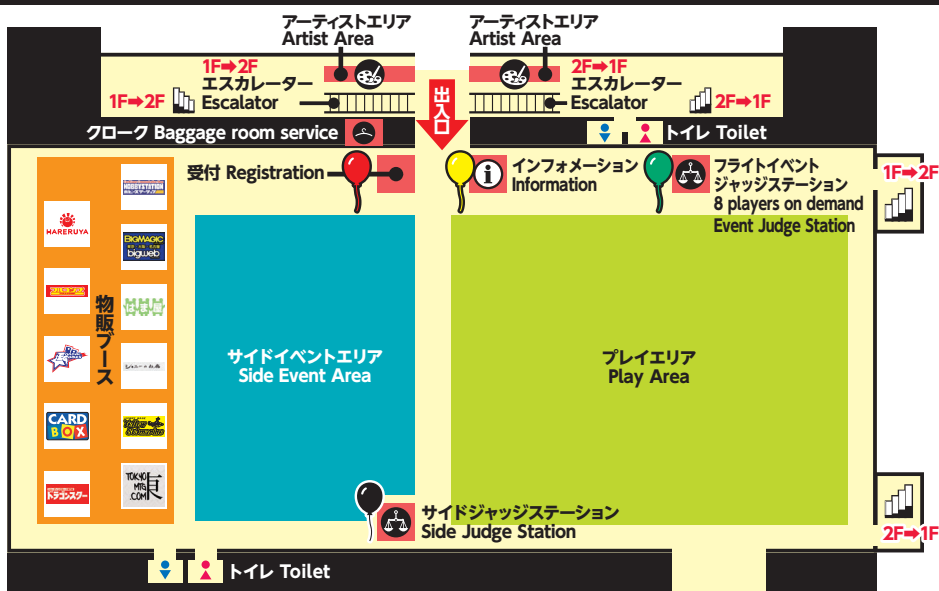 アーティストエリア
Artist Area
アーティストエリア
Artist Area
1F➡2F
エスカレーター
Escalator
1F➡2F
出入口
2F➡1F
エスカレーター
Escalator
2F➡1F
クローク Baggage room service
トイレ Toilet
受付 Registration
インフォメーション
Information
フライトイベント
ジャッジステーション
8 players on demand
Event Judge Station
1F➡2F
HOBBYSTATION
HARERUYA
BIGMAGIC
bigweb
物販ブース
サイドイベントエリア
Side Event Area
プレイエリア
Play Area
CARD
BOX
TOKYO
MTG
.COM
ドラゴンスター
サイドジャッジステーション
Side Judge Station
2F➡1F
トイレ Toilet